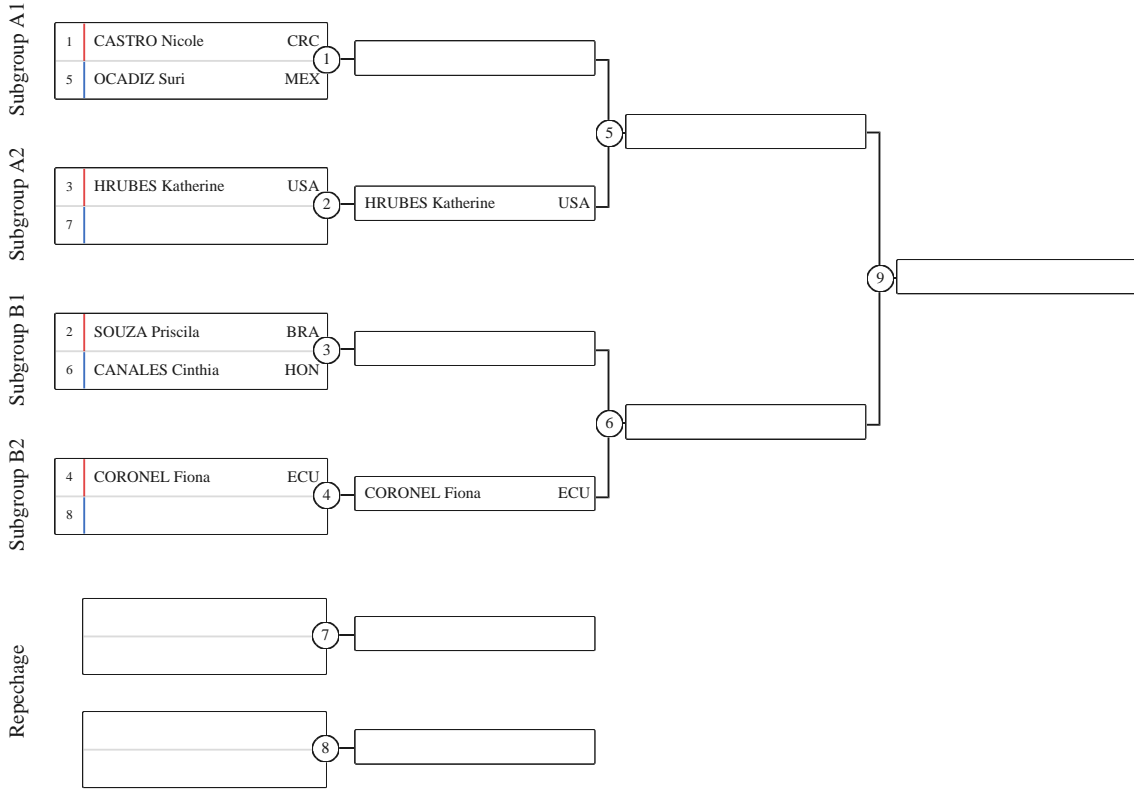 Subgroup A1
1 CASTRO Nicole CRC
5 OCADIZ Suri MEX
1
Subgroup A2
3 HRUBES Katherine USA
7
2
HRUBES Katherine USA
5
Subgroup B1
2 SOUZA Priscila BRA
6 CANALES Cinthia HON
3
Subgroup B2
4 CORONEL Fiona ECU
8
4
CORONEL Fiona ECU
6
9
Repechage
7
8